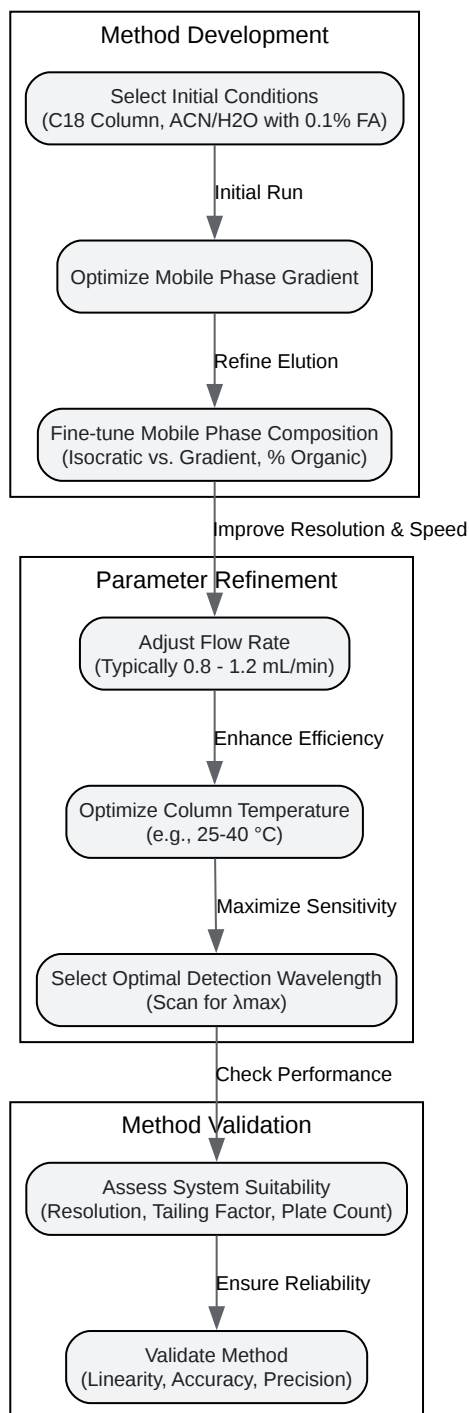 Method Development
Select Initial Conditions
(C18 Column, ACN/H2O with 0.1% FA)
Initial Run
Optimize Mobile Phase Gradient
Refine Elution
Fine-tune Mobile Phase Composition
(Isocratic vs. Gradient, % Organic)
Improve Resolution & Speed
Parameter Refinement
Adjust Flow Rate
(Typically 0.8 - 1.2 mL/min)
Enhance Efficiency
Optimize Column Temperature
(e.g., 25-40 °C)
Maximize Sensitivity
Select Optimal Detection Wavelength
(Scan for λmax)
Check Performance
Method Validation
Assess System Suitability
(Resolution, Tailing Factor, Plate Count)
Ensure Reliability
Validate Method
(Linearity, Accuracy, Precision)